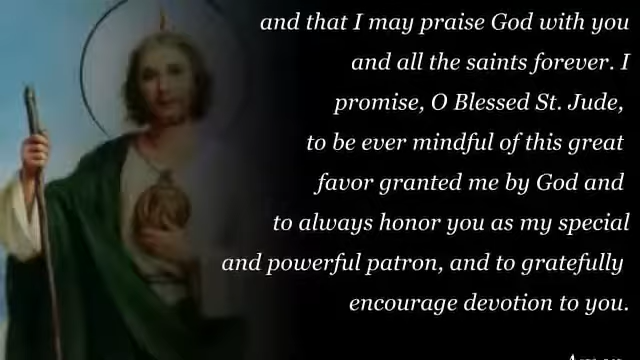 and that I may praise God with you
and all the saints forever. I
promise, O Blessed St. Jude,
to be ever mindful of this great
favor granted me by God and
to always honor you as my special
and powerful patron, and to gratefully
encourage devotion to you.